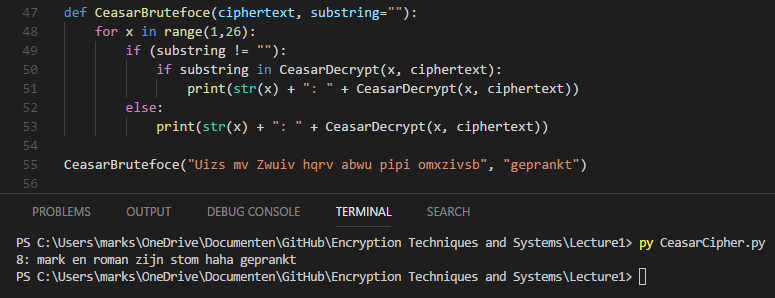 47 def CeasarBrutefoce(ciphertext, substring=""):
48     for x in range(1,26):
49         if (substring != ""):
50             if substring in CeasarDecrypt(x, ciphertext):
51                 print(str(x) + ": " + CeasarDecrypt(x, ciphertext))
52         else:
53             print(str(x) + ": " + CeasarDecrypt(x, ciphertext))
54
55 CeasarBrutefoce("Uizs mv Zwuiv hqrv abwu pipi omxzivsb", "geprankt")
56
PROBLEMS OUTPUT DEBUG CONSOLE TERMINAL SEARCH
PS C:\Users\marks\OneDrive\Documenten\GitHub\Encryption Techniques and Systems\Lecture1> py CeasarCipher.py
8: mark en roman zijn stom haha geprankt
PS C:\Users\marks\OneDrive\Documenten\GitHub\Encryption Techniques and Systems\Lecture1>